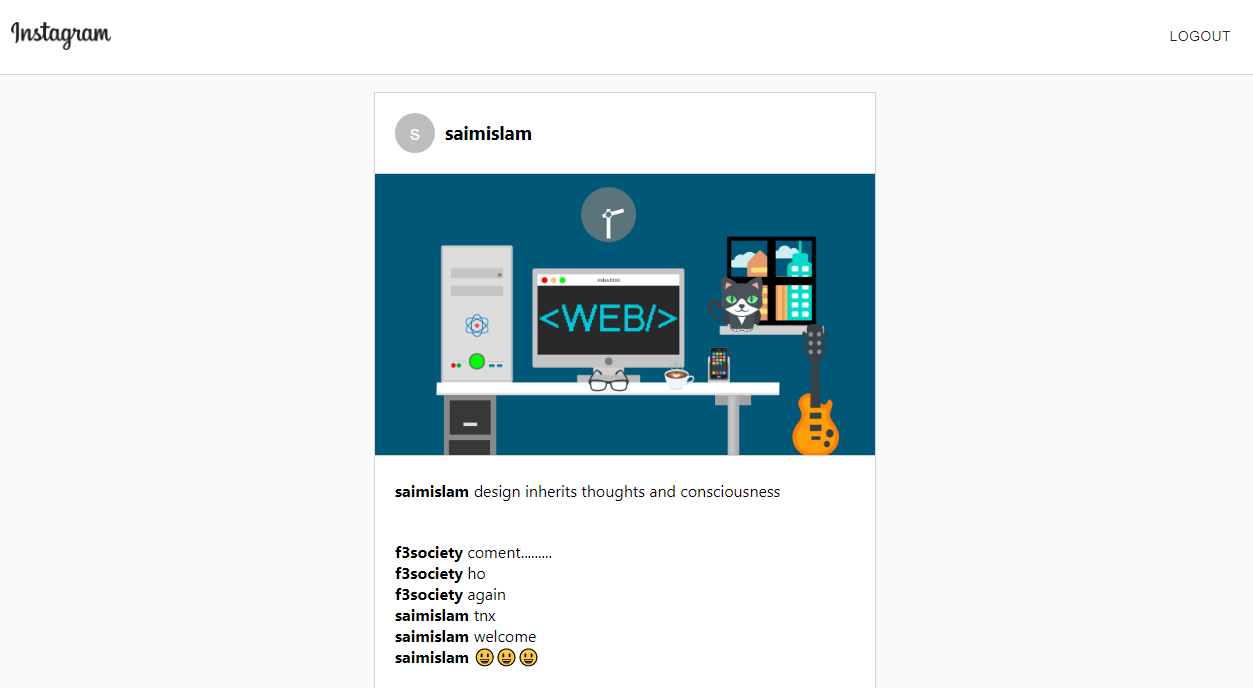 Instagram
LOGOUT
S
saimislam
index.html
<WEB/>
saimislam design inherits thoughts and consciousness
f3society coment.........
f3society ho
f3society again
saimislam tnx
saimislam welcome
saimislam 😃😃😃